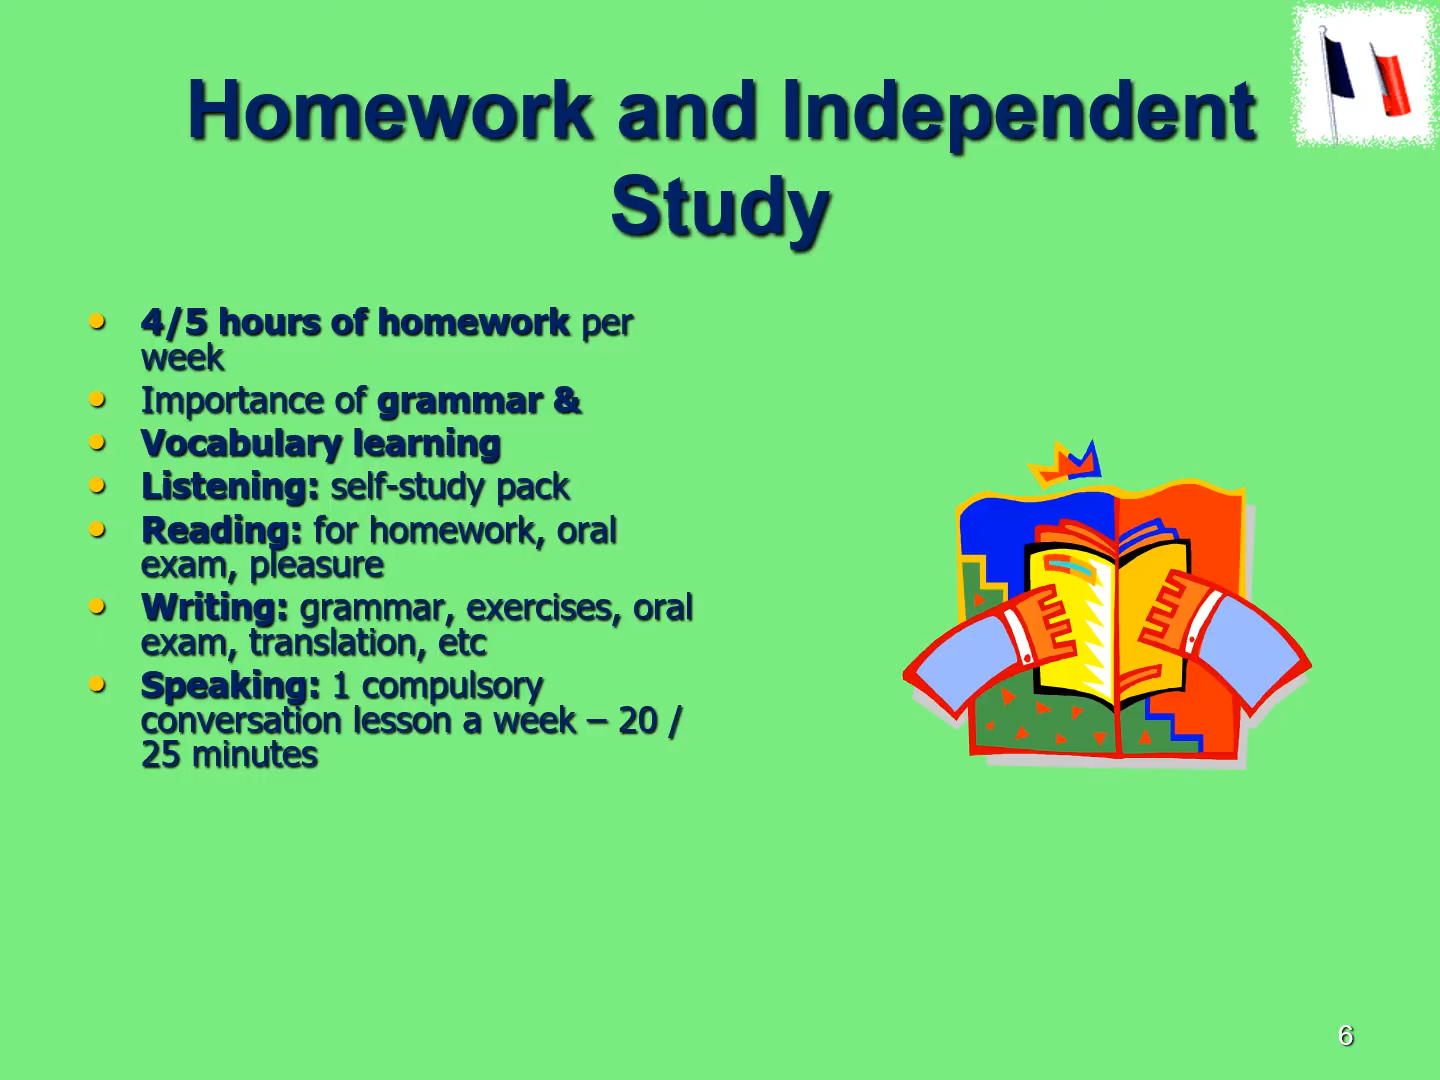 Homework and Independent
Study
• 4/5 hours of homework per
week
• Importance of grammar &
• Vocabulary learning
• Listening: self-study pack
• Reading: for homework, oral
exam, pleasure
• Writing: grammar, exercises, oral
exam, translation, etc
• Speaking: 1 compulsory
conversation lesson a week – 20 /
25 minutes
6